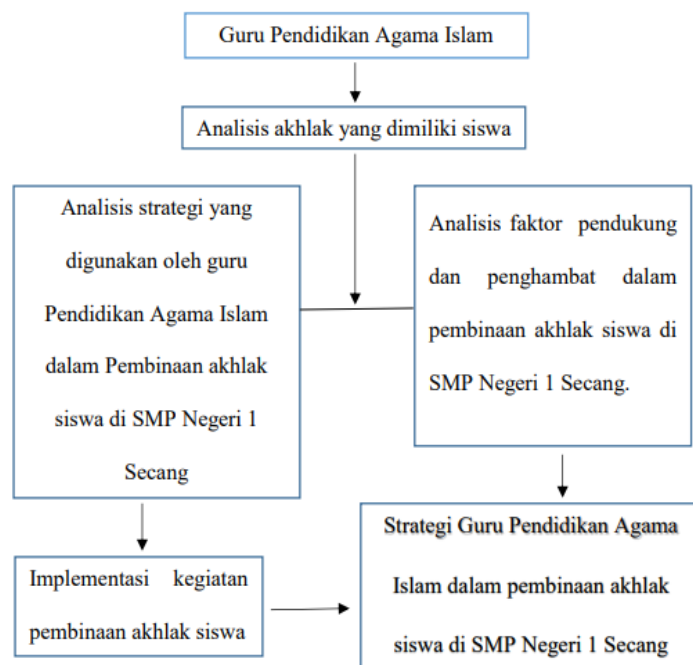 Guru Pendidikan Agama Islam
Analisis akhlak yang dimiliki siswa
Analisis strategi yang
digunakan oleh guru
Pendidikan Agama Islam
dalam Pembinaan akhlak
siswa di SMP Negeri 1
Secang
Analisis faktor pendukung
dan penghambat dalam
pembinaan akhlak siswa di
SMP Negeri 1 Secang.
Implementasi kegiatan
pembinaan akhlak siswa
Strategi Guru Pendidikan Agama
Islam dalam pembinaan akhlak
siswa di SMP Negeri 1 Secang